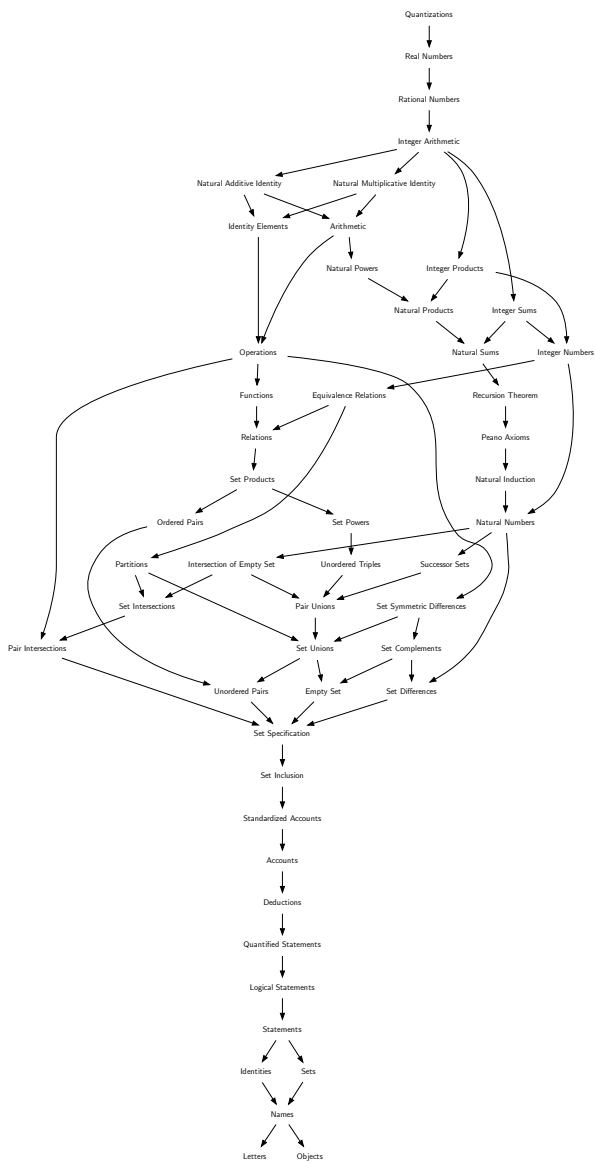 Quantizations
Real Numbers
Rational Numbers
Integer Arithmetic
Natural Additive Identity
Natural Multiplicative Identity
Identity Elements
Arithmetic
Natural Powers
Integer Products
Natural Products
Integer Sums
Operations
Natural Sums
Integer Numbers
Functions
Equivalence Relations
Recursion Theorem
Relations
Peano Axioms
Set Products
Natural Induction
Ordered Pairs
Set Powers
Natural Numbers
Partitions
Intersection of Empty Set
Unordered Triples
Successor Sets
Set Intersections
Pair Unions
Set Symmetric Differences
Pair Intersections
Set Unions
Set Complements
Unordered Pairs
Empty Set
Set Differences
Set Specification
Set Inclusion
Standardized Accounts
Accounts
Deductions
Quantified Statements
Logical Statements
Statements
Identities
Sets
Names
Letters
Objects